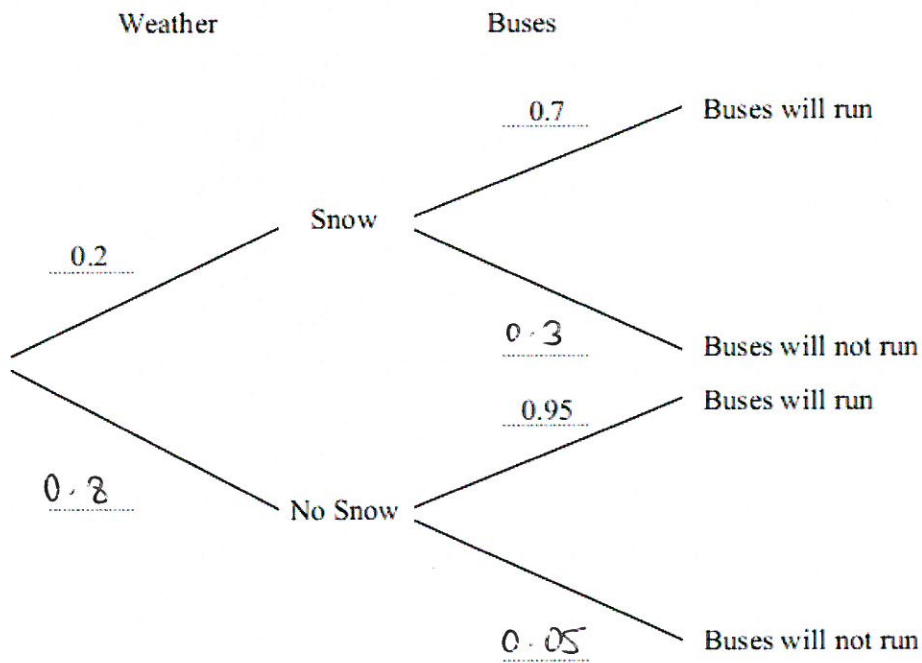 Weather Buses
0.7 Buses will run
Snow
0.2
0.3 Buses will not run
0.95 Buses will run
0.8 No Snow
0.05 Buses will not run